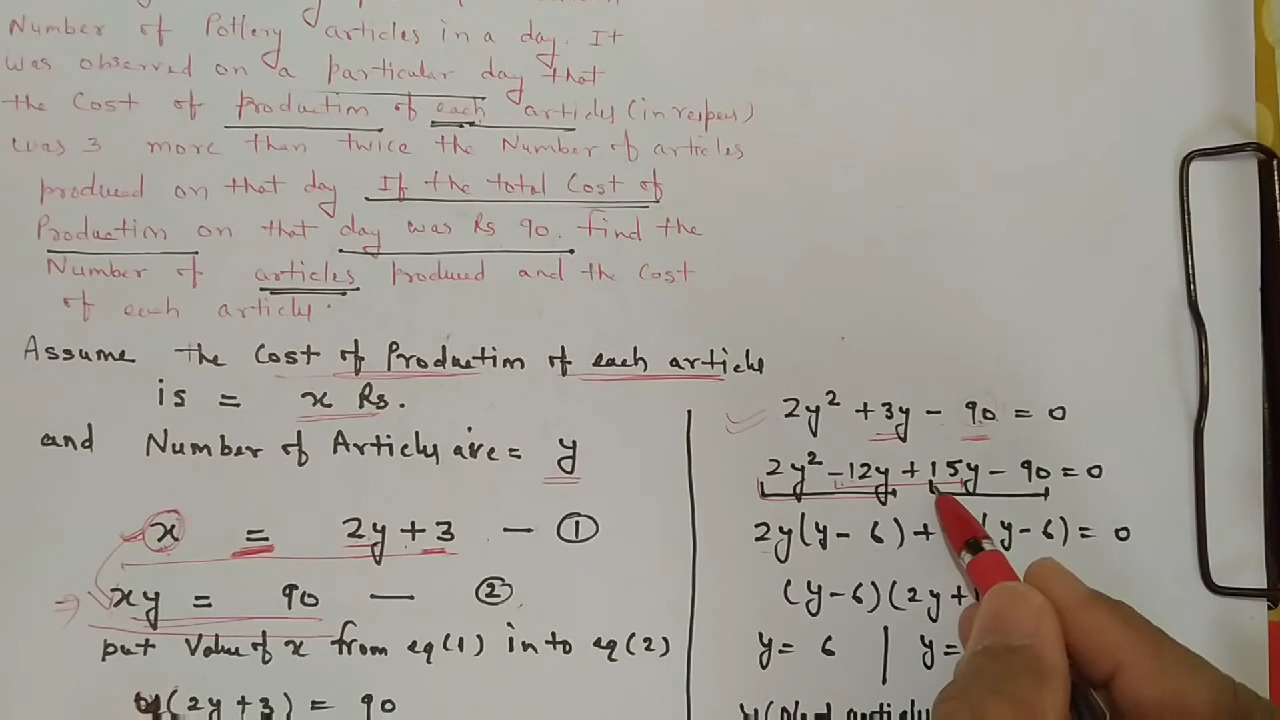 Number of Pottery articles in a day. It
was observed on a particular day that
the cost of production of each articles (in rupees)
was 3 more than twice the Number of articles
produced on that day If the total cost of
Production on that day was Rs 90. find the
Number of articles produced and the cost
of each article.
Assume the cost of Production of each article
is = x Rs.
and Number of Articles are = y
x = 2y + 3 — ①
⇒ xy = 90 — ②
put value of x from eq(1) in to eq(2)
y(2y+3) = 90
2y² + 3y - 90 = 0
2y² - 12y + 15y - 90 = 0
2y(y - 6) + (y - 6) = 0
(y - 6)(2y +
y = 6 | y =